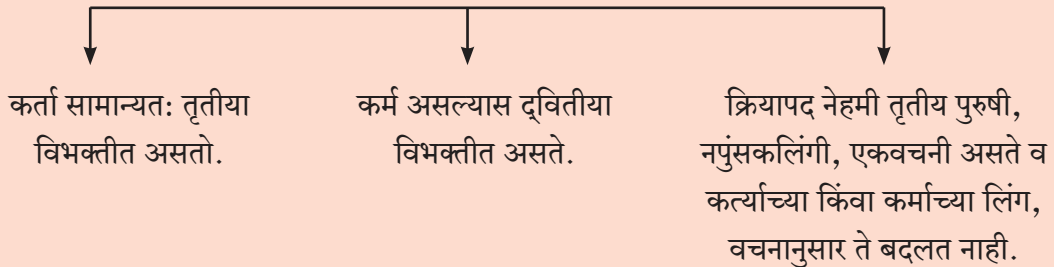 कर्ता सामान्यत: तृतीया
विभक्तीत असतो.
कर्म असल्यास द्‌वितीया
विभक्तीत असते.
क्रियापद नेहमी तृतीय पुरुषी,
नपुंसकलिंगी, एकवचनी असते व
कर्त्याच्या किंवा कर्माच्या लिंग,
वचनानुसार ते बदलत नाही.